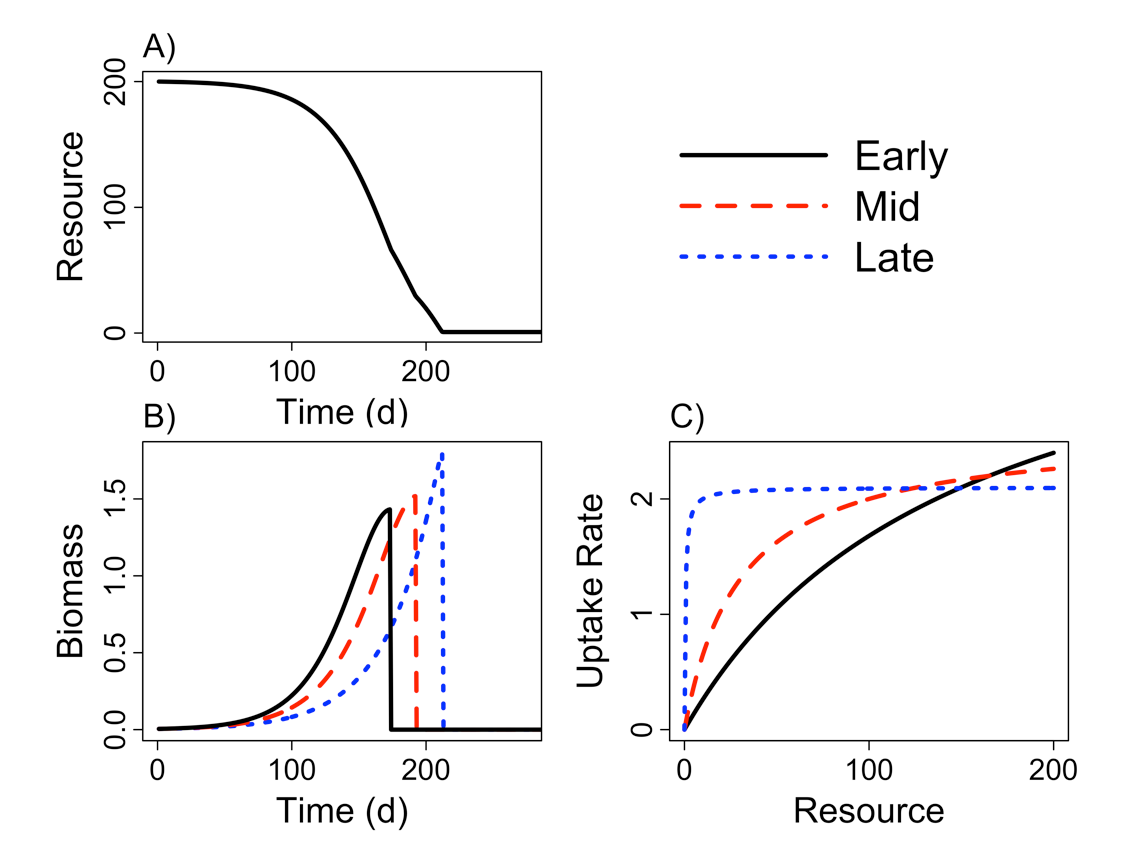 A)
Resource
0
100
200
0 100 200
Time (d)
Early
Mid
Late
B)
Biomass
0.0
0.5
1.0
1.5
0 100 200
Time (d)
C)
Uptake Rate
0
1
2
0 100 200
Resource